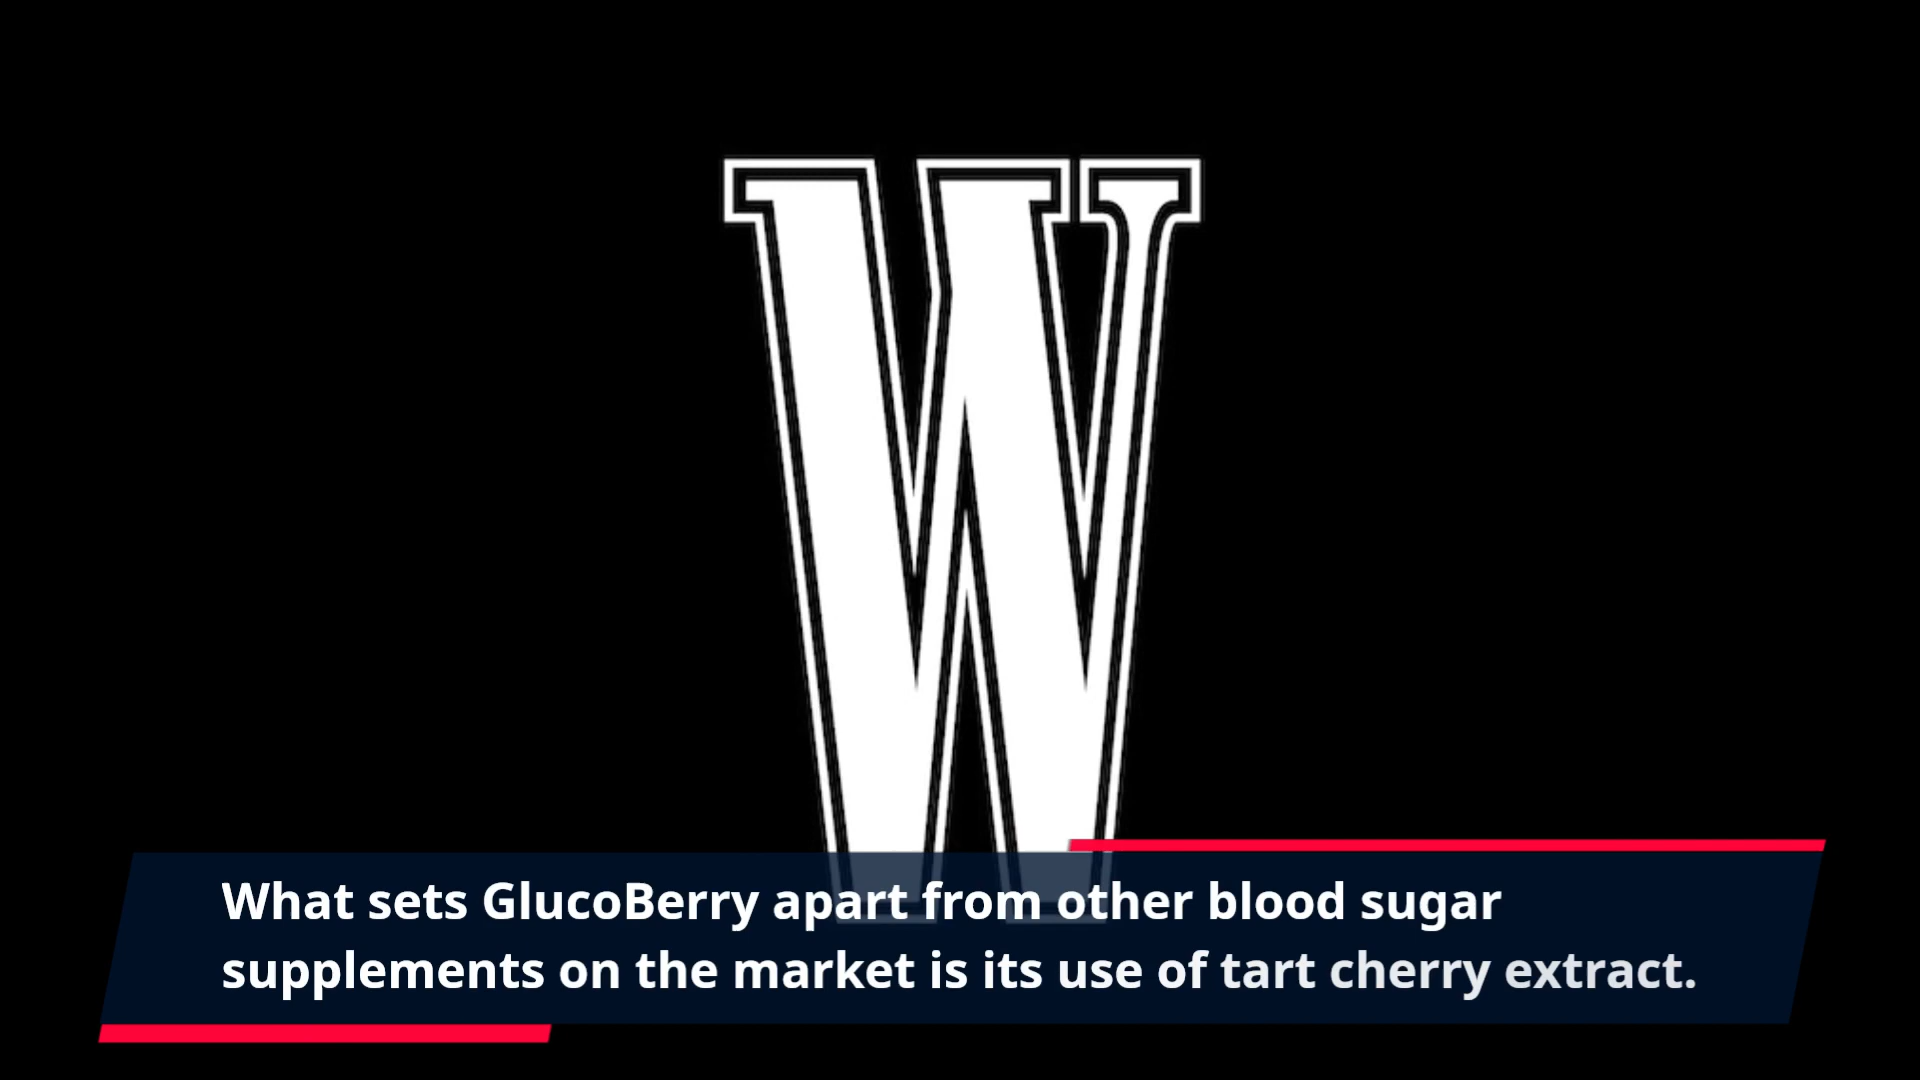 W
What sets GlucoBerry apart from other blood sugar
supplements on the market is its use of tart cherry extract.